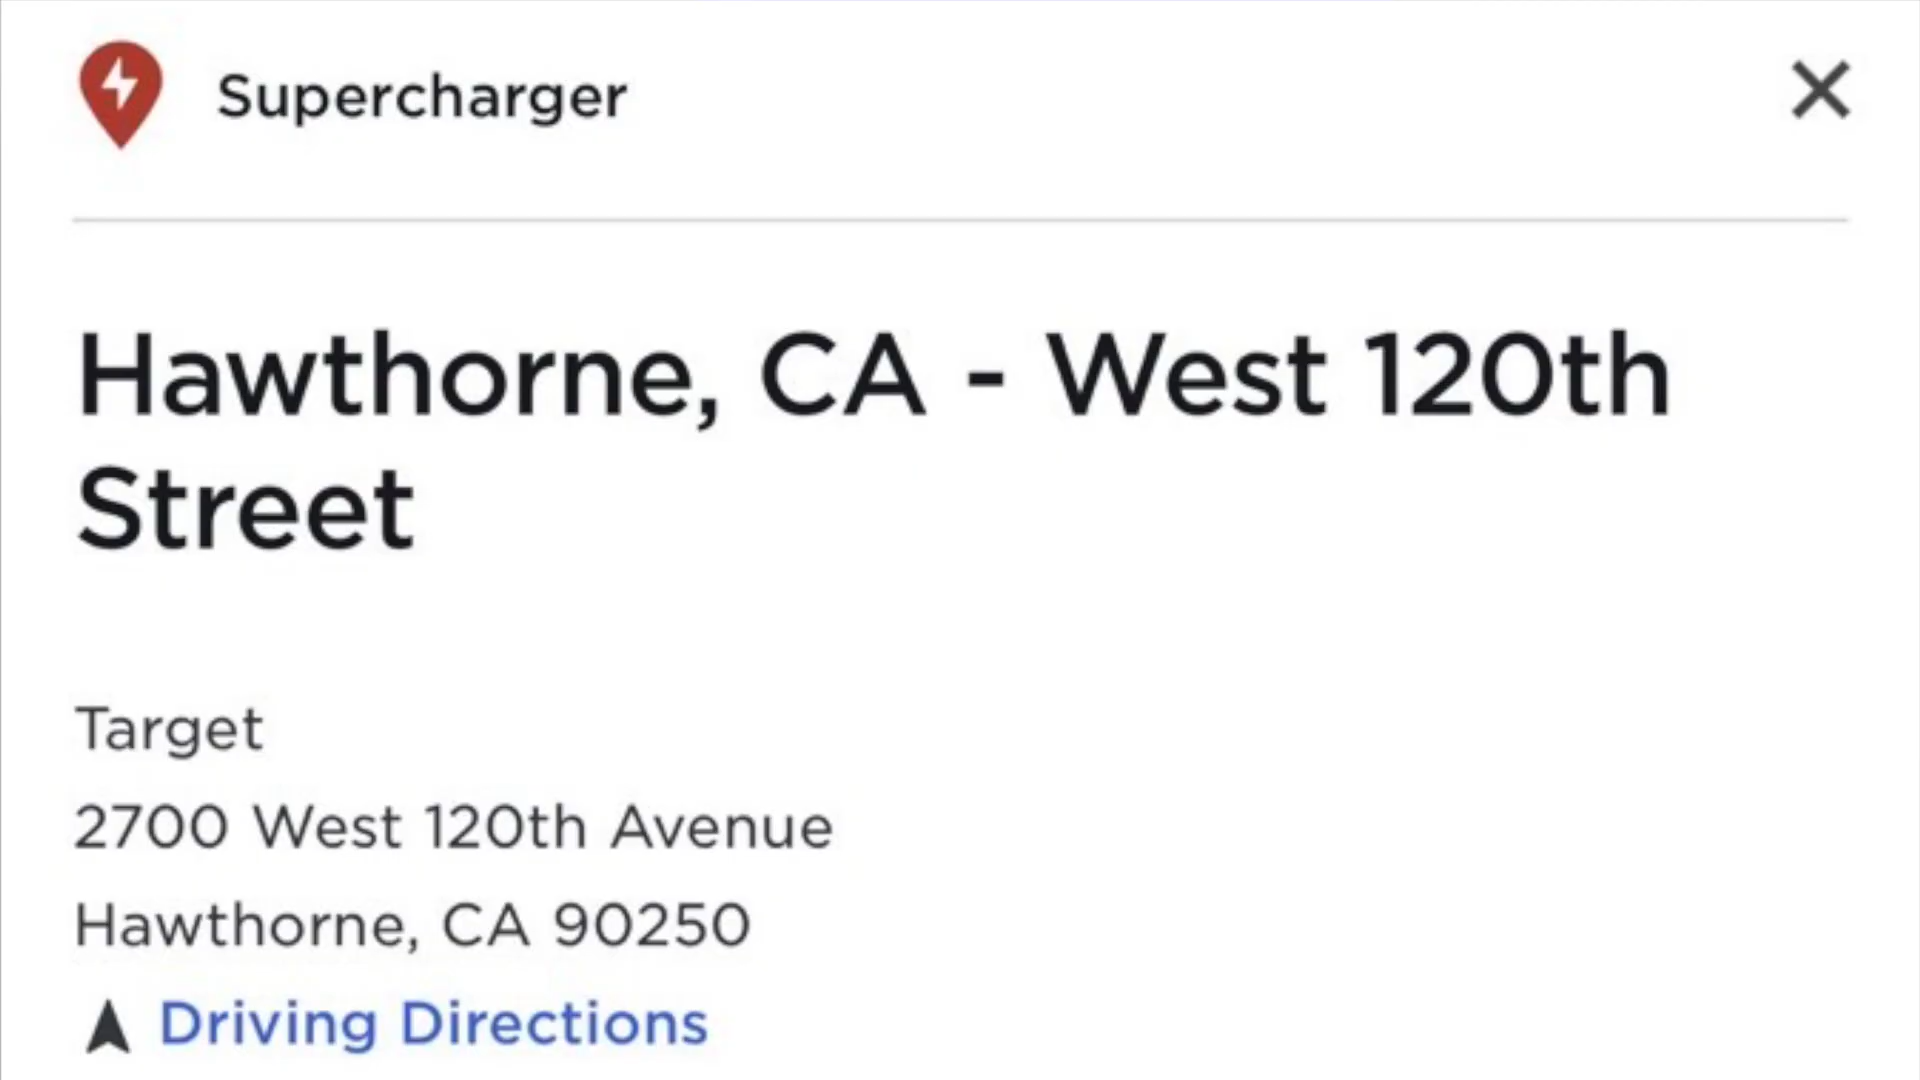 Supercharger
Hawthorne, CA - West 120th
Street
Target
2700 West 120th Avenue
Hawthorne, CA 90250
Driving Directions